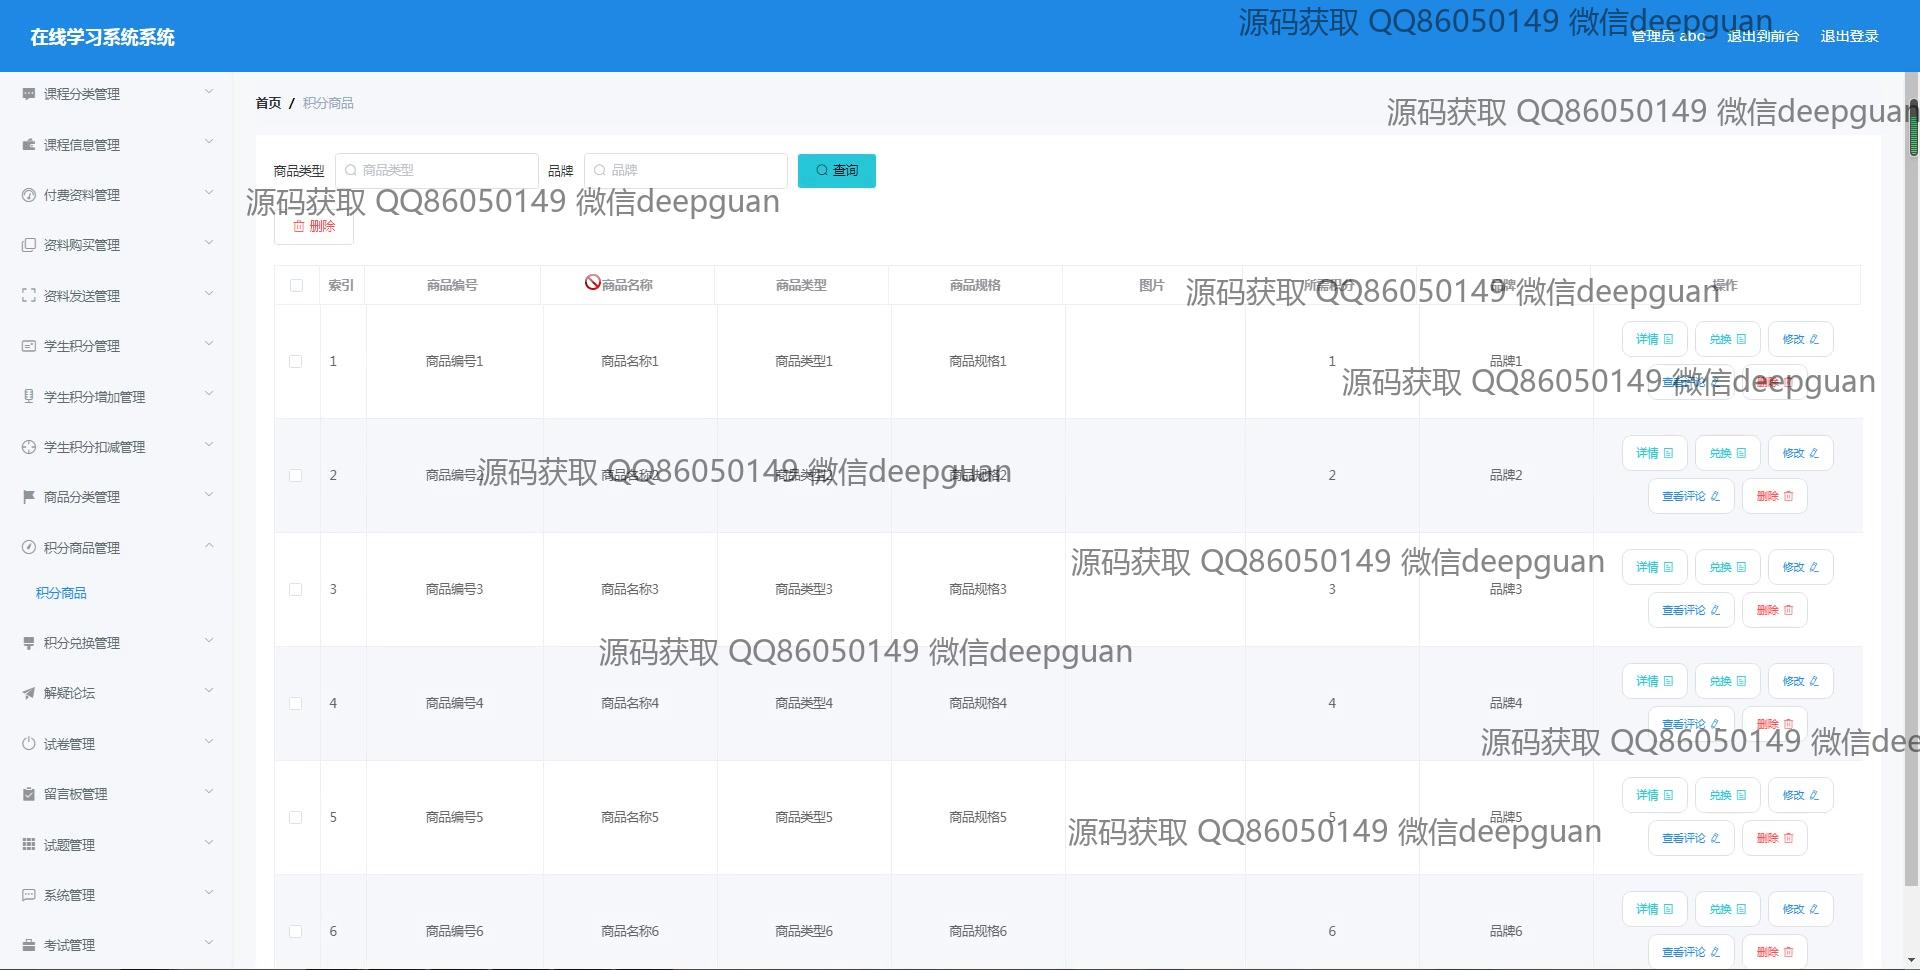 在线学习系统系统
源码获取 QQ86050149 微信deepguan
管理员 abc 退出到前台 退出登录
课程分类管理
课程信息管理
付费资料管理
资料购买管理
资料发送管理
学生积分管理
学生积分增加管理
学生积分扣减管理
商品分类管理
积分商品管理
积分商品
积分兑换管理
解疑论坛
试卷管理
留言板管理
试题管理
系统管理
考试管理
首页 / 积分商品
源码获取 QQ86050149 微信deepguan
商品类型 商品类型 品牌 品牌 查询
源码获取 QQ86050149 微信deepguan
删除
索引 商品编号 商品名称 商品类型 商品规格 图片 所需积分 品牌 操作
源码获取 QQ86050149 微信deepguan
详情 兑换 修改
1 商品编号1 商品名称1 商品类型1 商品规格1 1 品牌1
查看评论 删除
源码获取 QQ86050149 微信deepguan
详情 兑换 修改
2 商品编号2 商品名称2 商品类型2 商品规格2 2 品牌2
源码获取 QQ86050149 微信deepguan
查看评论 删除
源码获取 QQ86050149 微信deepguan
详情 兑换 修改
3 商品编号3 商品名称3 商品类型3 商品规格3 3 品牌3
查看评论 删除
源码获取 QQ86050149 微信deepguan
详情 兑换 修改
4 商品编号4 商品名称4 商品类型4 商品规格4 4 品牌4
查看评论 删除
源码获取 QQ86050149 微信dee
详情 兑换 修改
5 商品编号5 商品名称5 商品类型5 商品规格5 5 品牌5
源码获取 QQ86050149 微信deepguan
查看评论 删除
详情 兑换 修改
6 商品编号6 商品名称6 商品类型6 商品规格6 6 品牌6
查看评论 删除